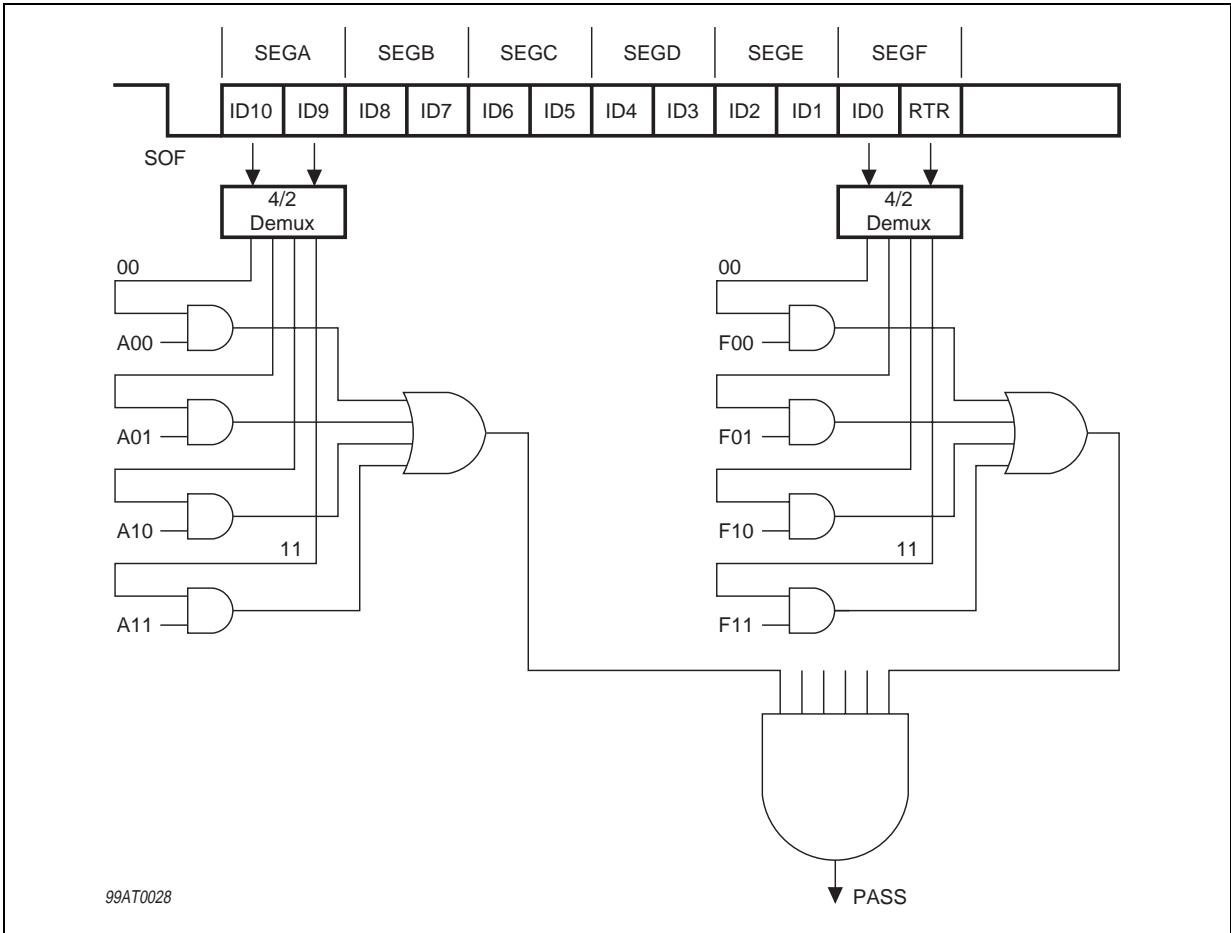 SEGA SEGB SEGC SEGD SEGE SEGF
ID10 ID9 ID8 ID7 ID6 ID5 ID4 ID3 ID2 ID1 ID0 RTR
SOF
4/2
Demux
4/2
Demux
00
00
A00
F00
A01
F01
A10
F10
11
11
A11
F11
PASS
99AT0028